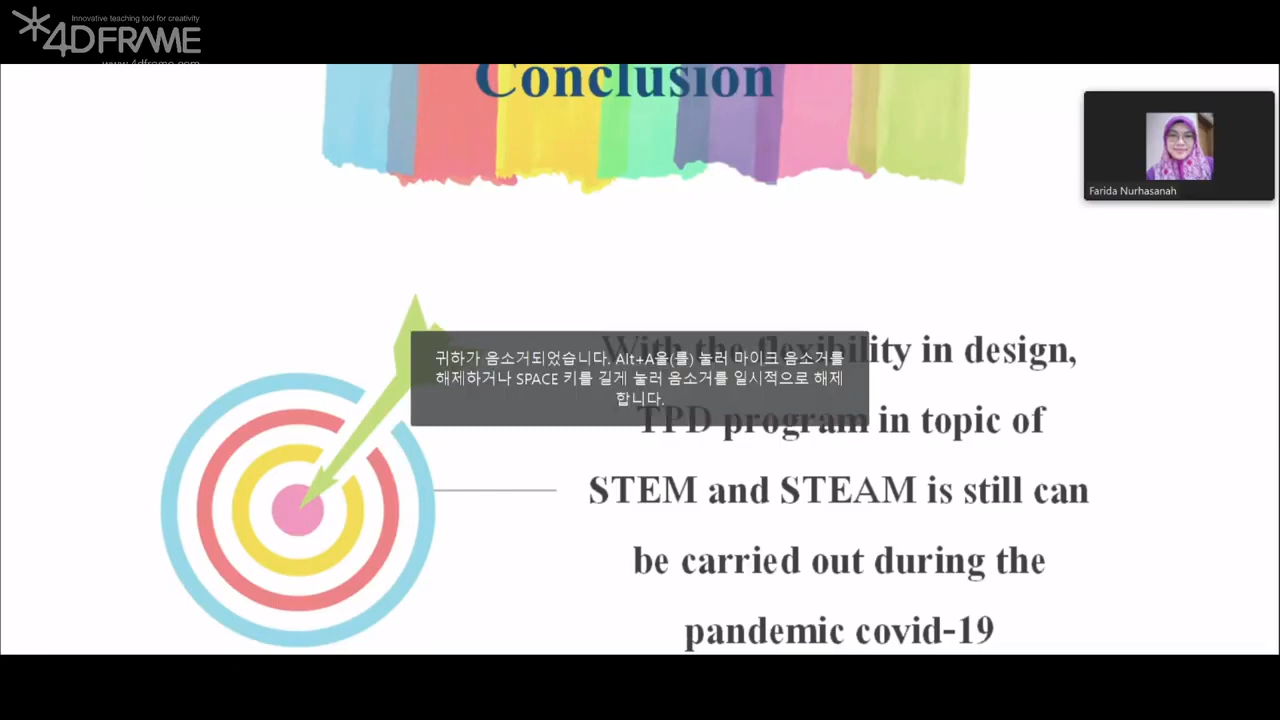 Innovative teaching tool for creativity
4DFRAME
www.4dframe.com
Conclusion
Farida Nurhasanah
귀하가 음소거되었습니다. Alt+A을(를) 눌러 마이크 음소거를
해제하거나 SPACE 키를 길게 눌러 음소거를 일시적으로 해제
합니다.
With the flexibility in design,
TPD program in topic of
STEM and STEAM is still can
be carried out during the
pandemic covid-19